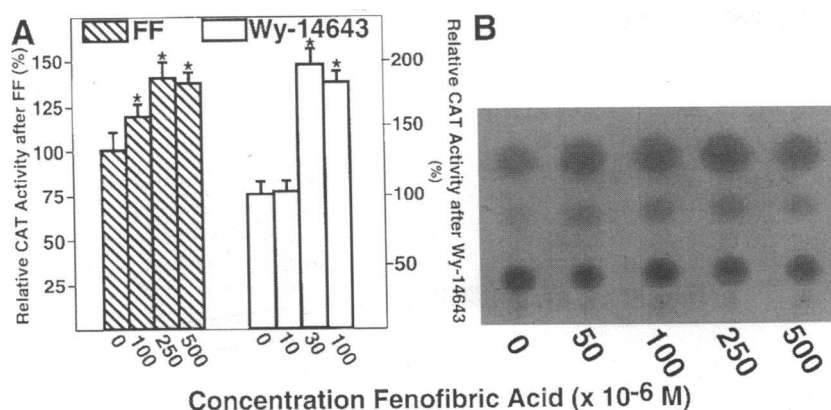 A
FF
Wy-14643
B
Relative CAT Activity after FF (%)
150
125
100
75
50
25
200
150
100
50
Relative CAT Activity after Wy-14643
(%)
0 100 250 500
0 10 30 100
* * *
* *
0 50 100 250 500
Concentration Fenofibric Acid (x 10-6 M)